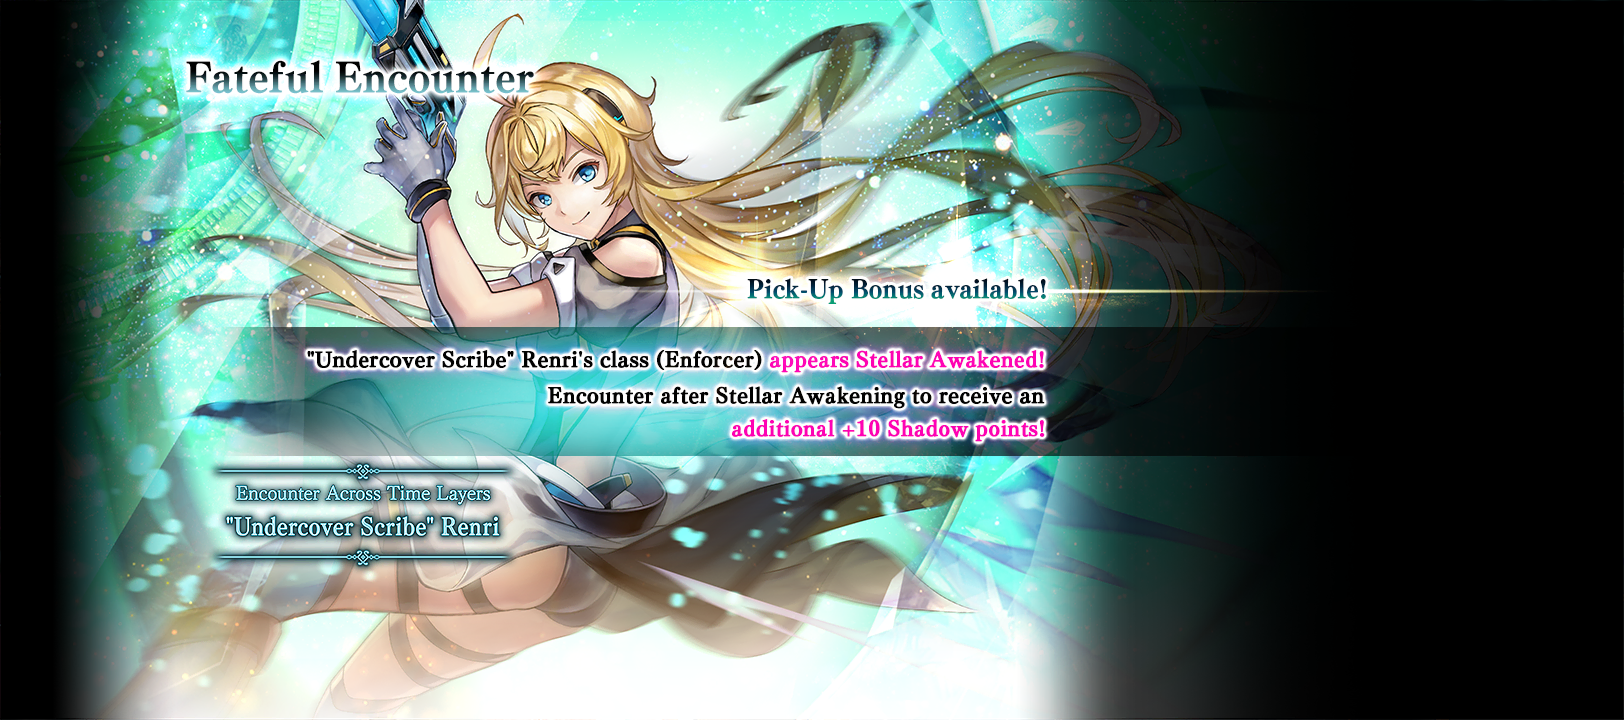 Fateful Encounter
Pick-Up Bonus available!
"Undercover Scribe" Renri's class (Enforcer) appears Stellar Awakened!
Encounter after Stellar Awakening to receive an
additional +10 Shadow points!
Encounter Across Time Layers
"Undercover Scribe" Renri